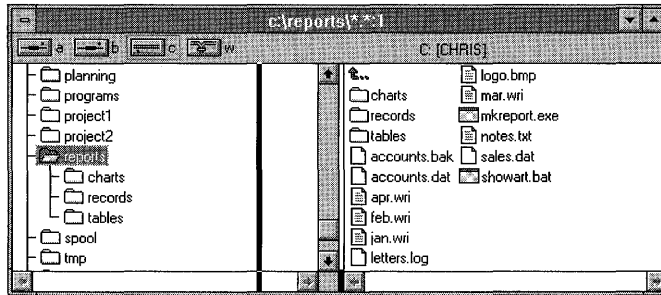 c:\reports\*.*:1
a b c w C: [CHRIS]
planning
programs
project1
project2
reports
charts
records
tables
spool
tmp
charts
records
tables
accounts.bak
accounts.dat
apr.wri
feb.wri
jan.wri
letters.log
logo.bmp
mar.wri
mkreport.exe
notes.txt
sales.dat
showart.bat